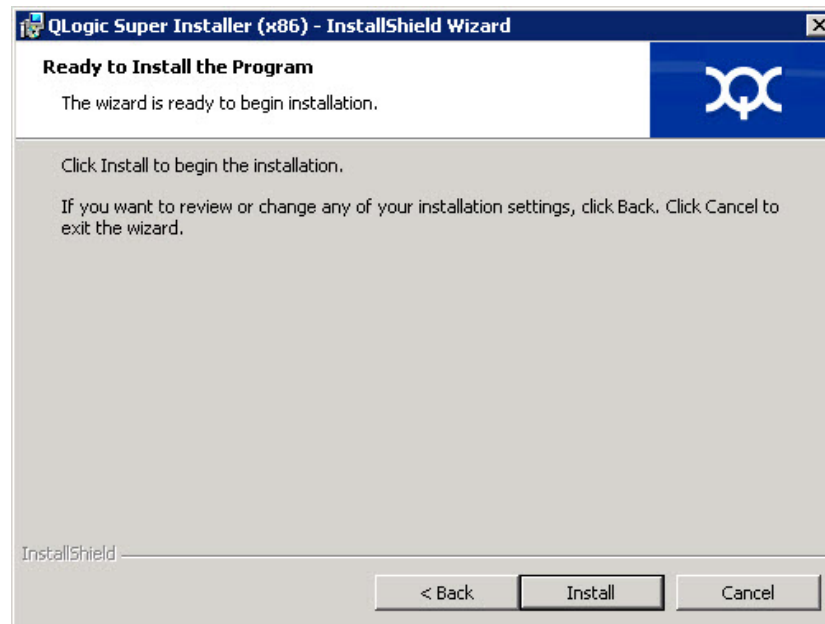 QLogic Super Installer (x86) - InstallShield Wizard
Ready to Install the Program
The wizard is ready to begin installation.
Click Install to begin the installation.
If you want to review or change any of your installation settings, click Back. Click Cancel to
exit the wizard.
InstallShield
< Back
Install
Cancel